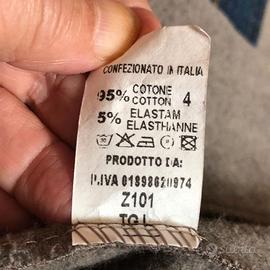 CONFEZIONATO IN ITALIA
95% COTONE
COTTON 4
5% ELASTAM
ELASTHANNE
PRODOTTO DA:
P.IVA 01898620974
Z101
TG L